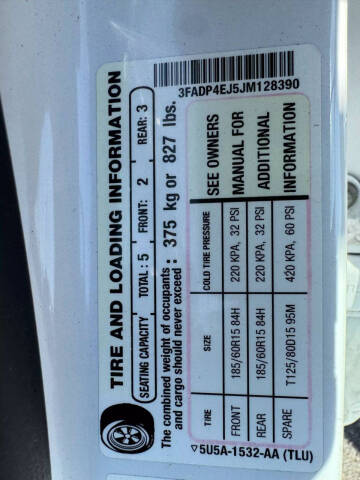 3FADP4EJ5JM128390
TIRE AND LOADING INFORMATION
SEATING CAPACITY TOTAL: 5 FRONT: 2 REAR: 3
The combined weight of occupants
and cargo should never exceed : 375 kg or 827 lbs.
TIRE SIZE COLD TIRE PRESSURE SEE OWNERS
FRONT 185/60R15 84H 220 KPA, 32 PSI MANUAL FOR
REAR 185/60R15 84H 220 KPA, 32 PSI ADDITIONAL
SPARE T125/80D15 95M 420 KPA, 60 PSI INFORMATION
▽5U5A-1532-AA (TLU)